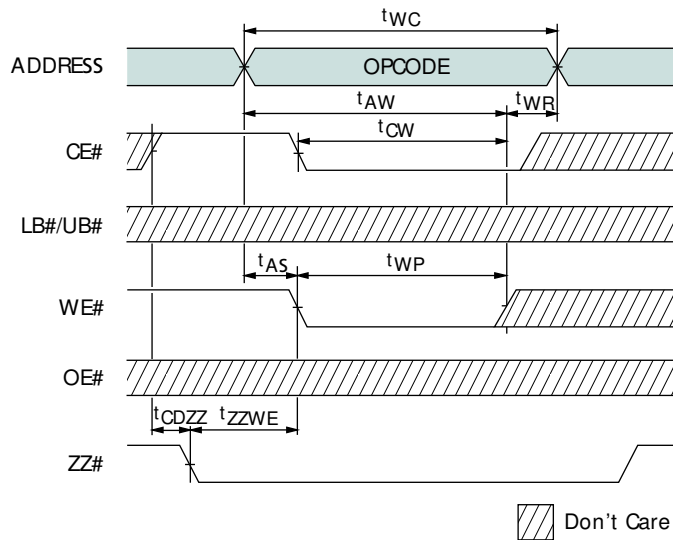 tWC
ADDRESS
OPCODE
tAW
tWR
CE#
tCW
LB#/UB#
tAS
tWP
WE#
OE#
tCDZZ
tZZWE
ZZ#
Don't Care